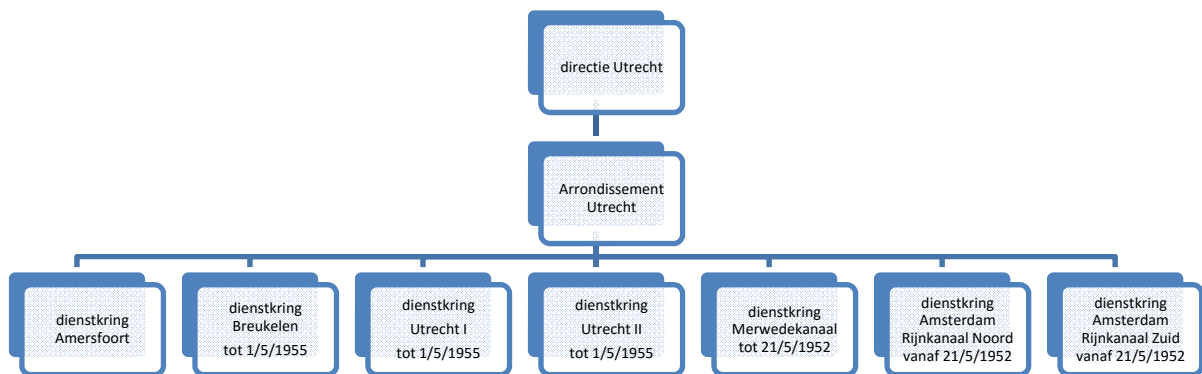 directie Utrecht
Arrondissement
Utrecht
dienstkring
Amersfoort
dienstkring
Breukelen
tot 1/5/1955
dienstkring
Utrecht I
tot 1/5/1955
dienstkring
Utrecht II
tot 1/5/1955
dienstkring
Merwedekanaal
tot 21/5/1952
dienstkring
Amsterdam
Rijnkanaal Noord
vanaf 21/5/1952
dienstkring
Amsterdam
Rijnkanaal Zuid
vanaf 21/5/1952